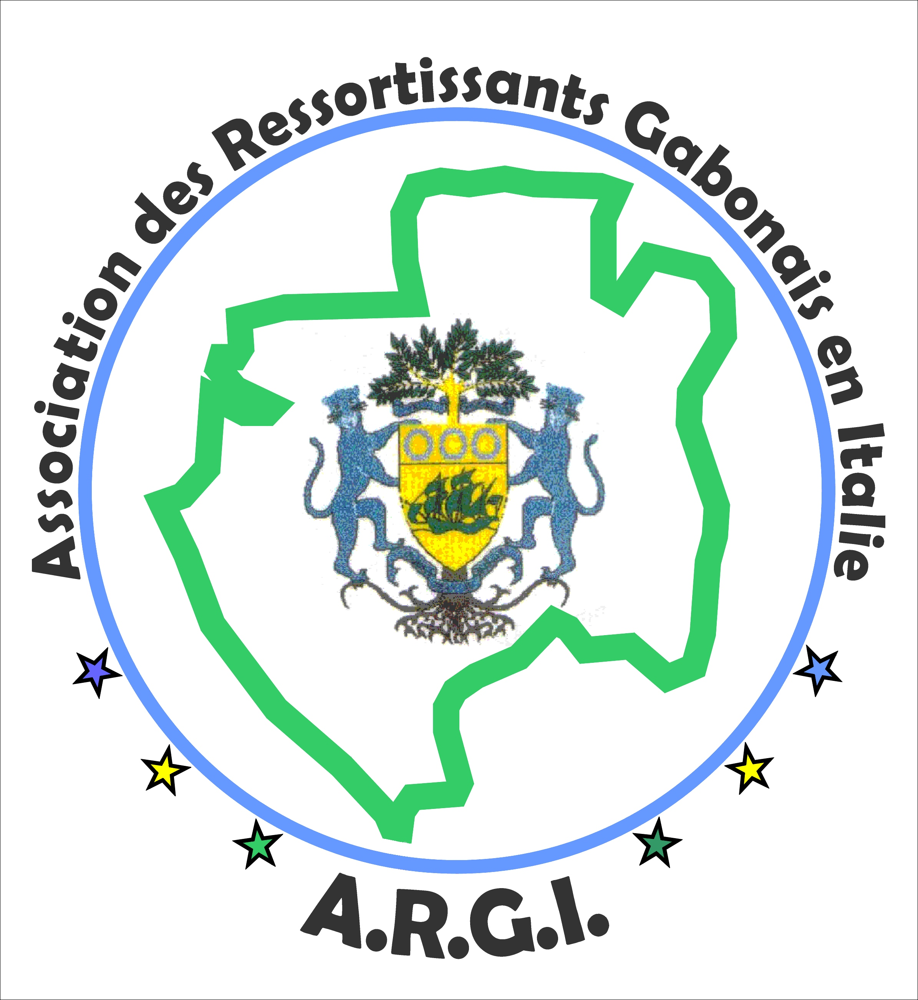 Association des Ressortissants Gabonais en Italie
A.R.G.I.